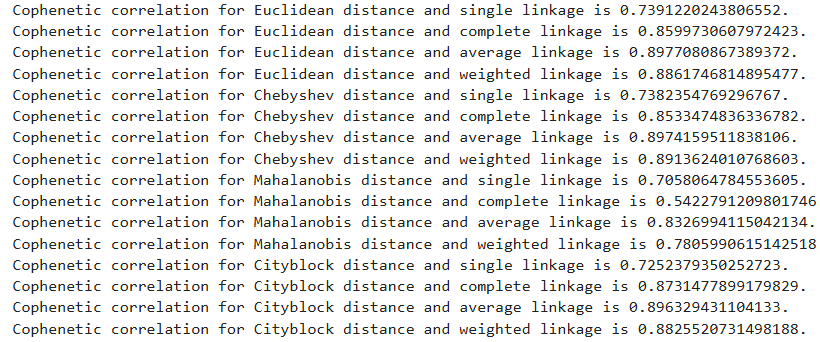 Cophenetic correlation for Euclidean distance and single linkage is 0.7391220243806552.
Cophenetic correlation for Euclidean distance and complete linkage is 0.8599730607972423.
Cophenetic correlation for Euclidean distance and average linkage is 0.8977080867389372.
Cophenetic correlation for Euclidean distance and weighted linkage is 0.8861746814895477.
Cophenetic correlation for Chebyshev distance and single linkage is 0.7382354769296767.
Cophenetic correlation for Chebyshev distance and complete linkage is 0.8533474836336782.
Cophenetic correlation for Chebyshev distance and average linkage is 0.8974159511838106.
Cophenetic correlation for Chebyshev distance and weighted linkage is 0.8913624010768603.
Cophenetic correlation for Mahalanobis distance and single linkage is 0.7058064784553605.
Cophenetic correlation for Mahalanobis distance and complete linkage is 0.5422791209801746
Cophenetic correlation for Mahalanobis distance and average linkage is 0.8326994115042134.
Cophenetic correlation for Mahalanobis distance and weighted linkage is 0.7805990615142518
Cophenetic correlation for Cityblock distance and single linkage is 0.7252379350252723.
Cophenetic correlation for Cityblock distance and complete linkage is 0.8731477899179829.
Cophenetic correlation for Cityblock distance and average linkage is 0.896329431104133.
Cophenetic correlation for Cityblock distance and weighted linkage is 0.8825520731498188.